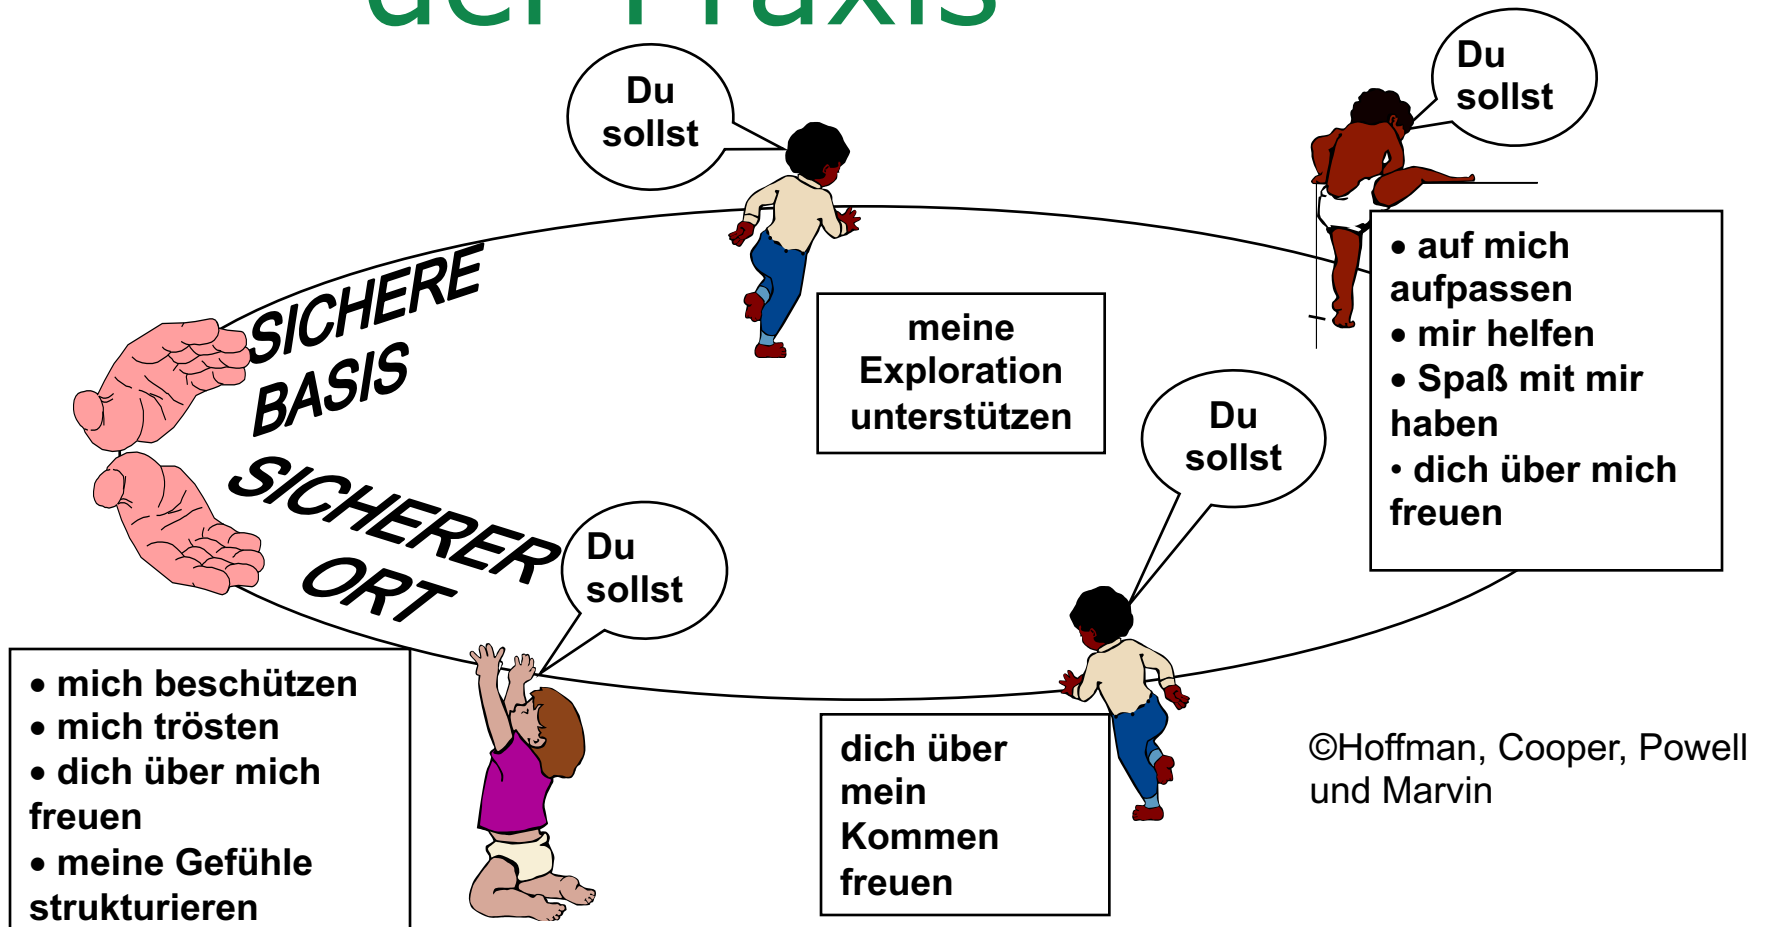 der Praxis
Du
sollst
Du
sollst
SICHERE
BASIS
meine
Exploration
unterstützen
• auf mich
aufpassen
• mir helfen
• Spaß mit mir
haben
• dich über mich
freuen
Du
sollst
SICHERER
ORT
Du
sollst
• mich beschützen
• mich trösten
• dich über mich
freuen
• meine Gefühle
strukturieren
dich über
mein
Kommen
freuen
©Hoffman, Cooper, Powell
und Marvin